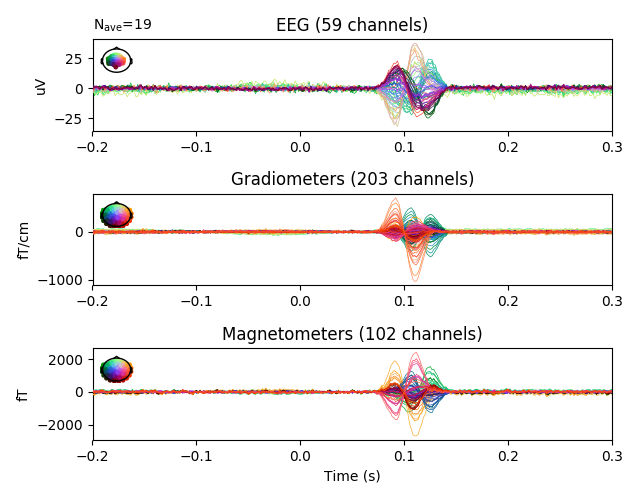 Nave=19
EEG (59 channels)
uV
25
0
−25
−0.2 −0.1 0.0 0.1 0.2 0.3
Gradiometers (203 channels)
fT/cm
0
−1000
−0.2 −0.1 0.0 0.1 0.2 0.3
Magnetometers (102 channels)
fT
2000
0
−2000
−0.2 −0.1 0.0 0.1 0.2 0.3
Time (s)